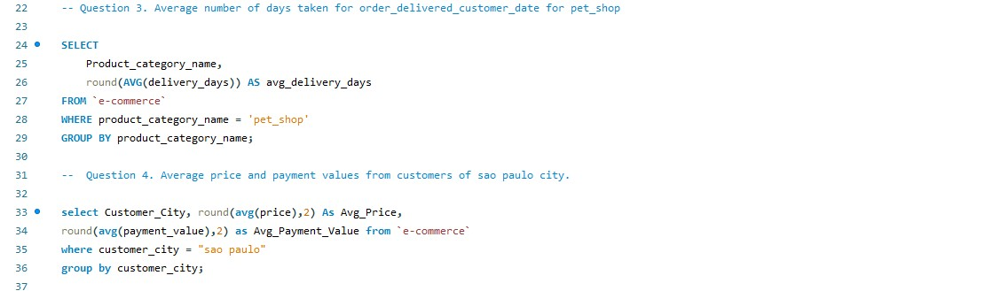 22 -- Question 3. Average number of days taken for order_delivered_customer_date for pet_shop
23
24 SELECT
25 Product_category_name,
26 round(AVG(delivery_days)) AS avg_delivery_days
27 FROM `e-commerce`
28 WHERE product_category_name = 'pet_shop'
29 GROUP BY product_category_name;
30
31 -- Question 4. Average price and payment values from customers of sao paulo city.
32
33 select Customer_City, round(avg(price),2) As Avg_Price,
34 round(avg(payment_value),2) as Avg_Payment_Value from `e-commerce`
35 where customer_city = "sao paulo"
36 group by customer_city;
37